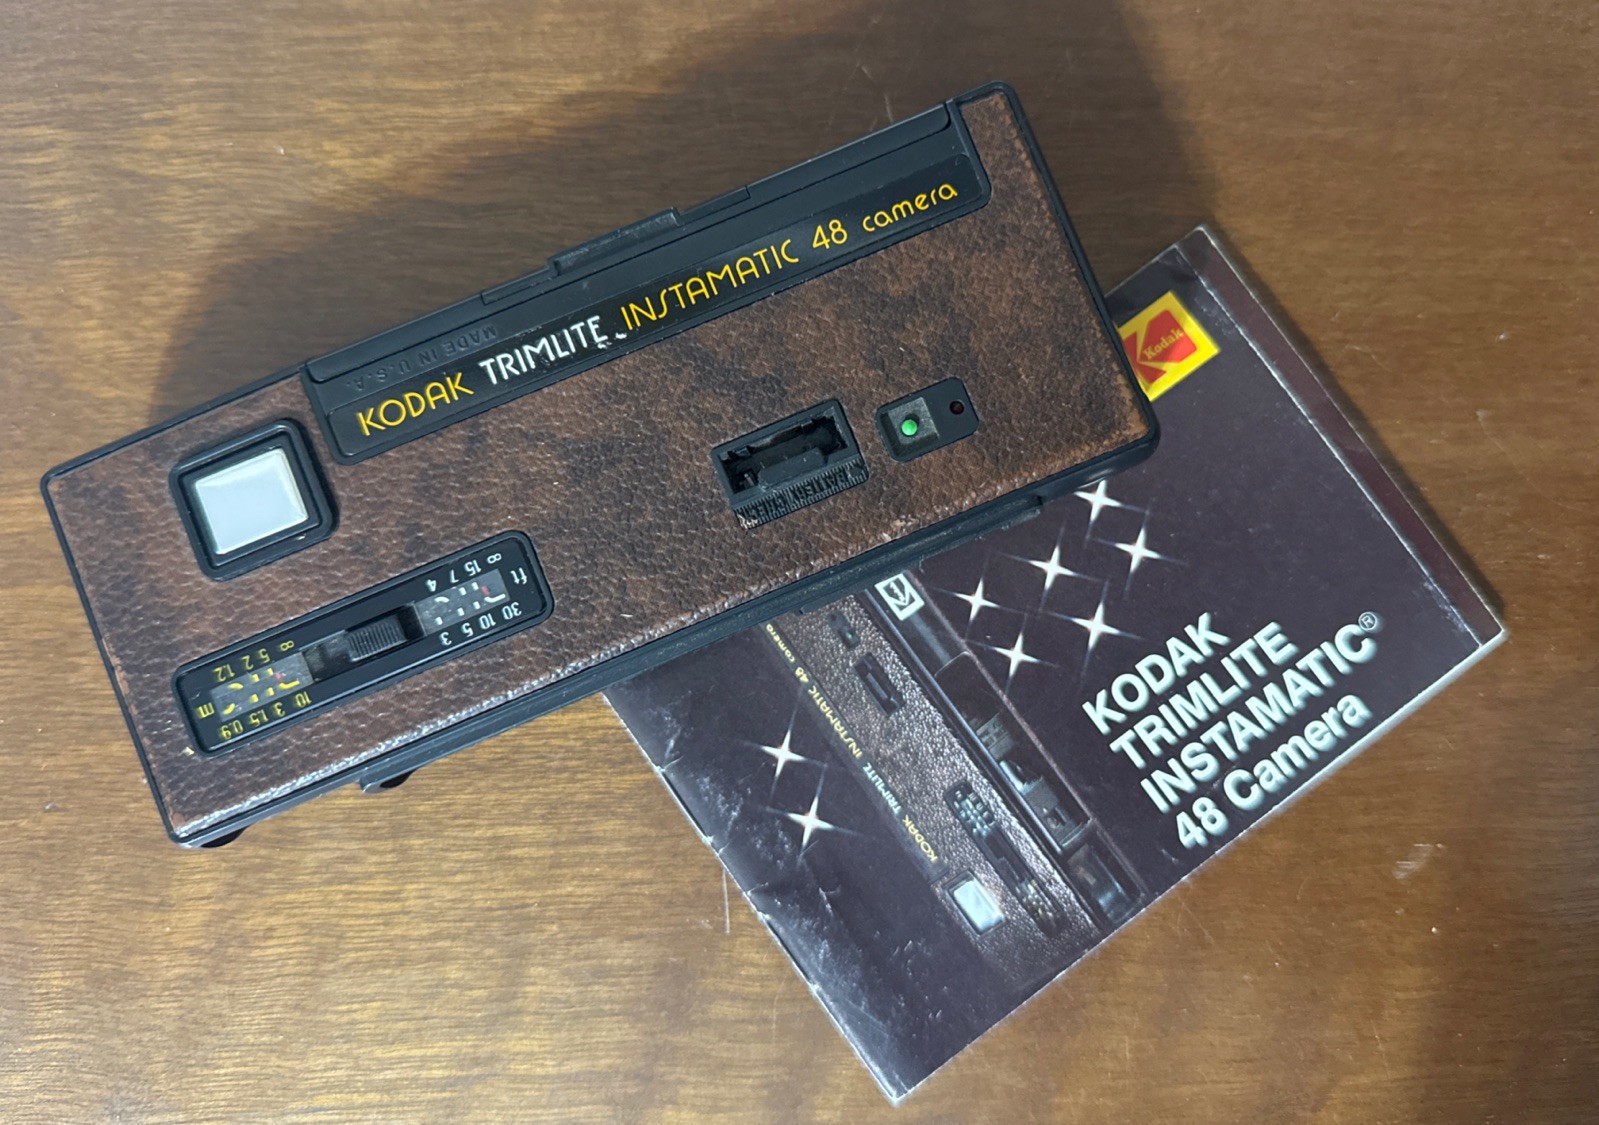 KODAK TRIMLITE INSTAMATIC 48 camera
MADE IN U.S.A.
∞ 15 7 4
ft
30 10 5 3
∞ 5 2 1.2
m
10 3 1.5 0.9
Kodak
KODAK
TRIMLITE
INSTAMATIC®
48 Camera
KODAK TRIMLITE INSTAMATIC 48 camera